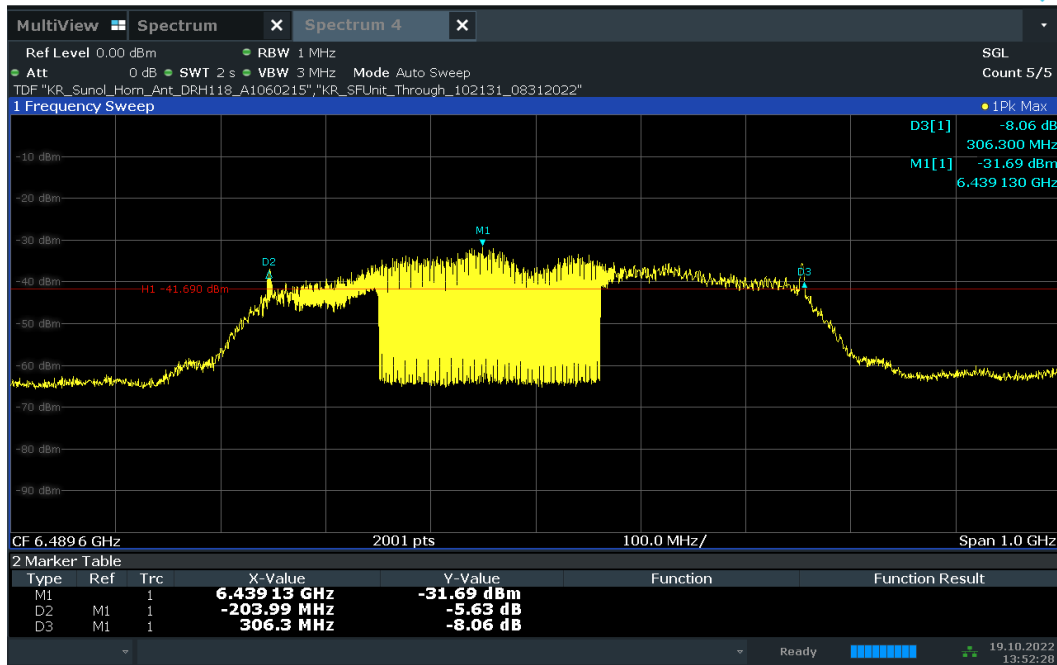 MultiView Spectrum X Spectrum 4 X
Ref Level 0.00 dBm RBW 1 MHz SGL
Att 0 dB SWT 2 s VBW 3 MHz Mode Auto Sweep Count 5/5
TDF "KR_Sunol_Horn_Ant_DRH118_A1060215","KR_SFUnit_Through_102131_08312022"
1 Frequency Sweep 1Pk Max
D3[1] -8.06 dB
306.300 MHz
M1[1] -31.69 dBm
6.439 130 GHz
-10 dBm
-20 dBm
M1
-30 dBm
D2
D3
-40 dBm
H1 -41.690 dBm
-50 dBm
-60 dBm
-70 dBm
-80 dBm
-90 dBm
CF 6.489 6 GHz 2001 pts 100.0 MHz/ Span 1.0 GHz
2 Marker Table
Type Ref Trc X-Value Y-Value Function Function Result
M1 1 6.439 13 GHz -31.69 dBm
D2 M1 1 -203.99 MHz -5.63 dB
D3 M1 1 306.3 MHz -8.06 dB
Ready 19.10.2022
13:52:28